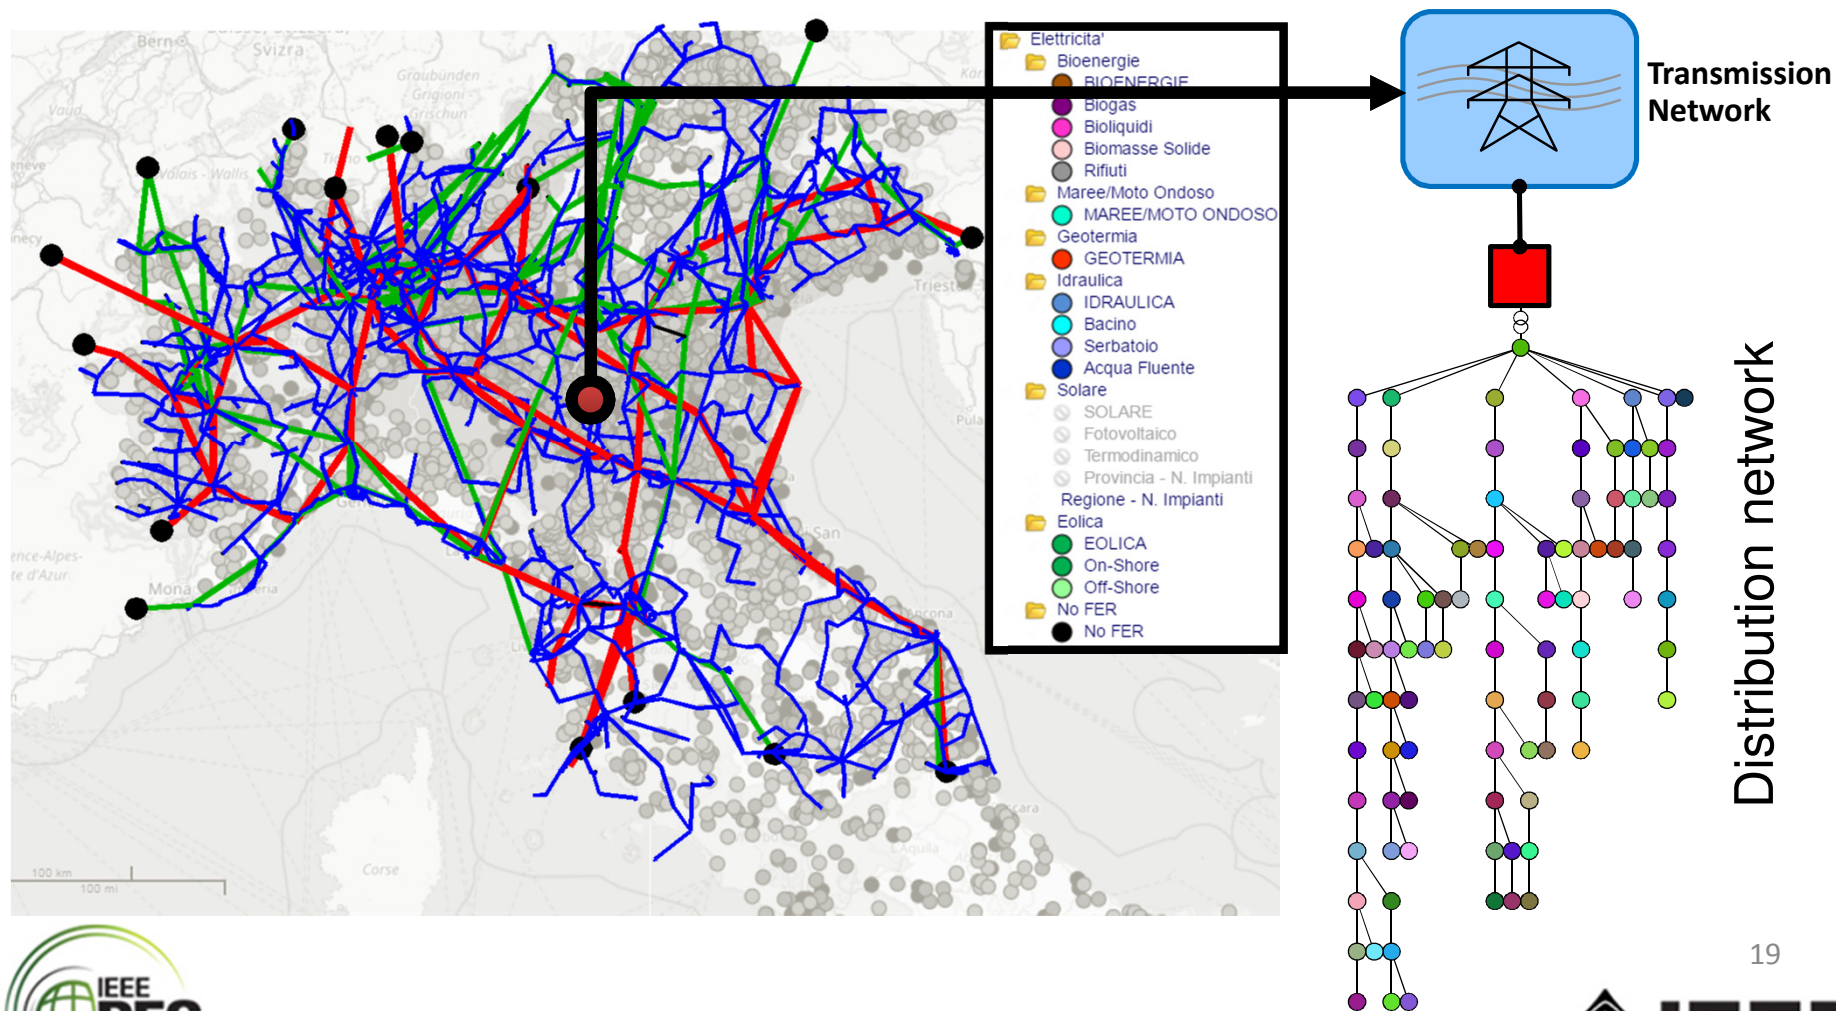 Bern
Svizra
Graubünden
Grigioni -
Grischun
Vaud
Valais - Wallis
Ticino
Trieste
Pula
San
Mona
Ancona
L'Aquila
Corse
100 km
100 mi
Elettricita'
Bioenergie
BIOENERGIE
Biogas
Bioliquidi
Biomasse Solide
Rifiuti
Maree/Moto Ondoso
MAREE/MOTO ONDOSO
Geotermia
GEOTERMIA
Idraulica
IDRAULICA
Bacino
Serbatoio
Acqua Fluente
Solare
SOLARE
Fotovoltaico
Termodinamico
Provincia - N. Impianti
Regione - N. Impianti
Eolica
EOLICA
On-Shore
Off-Shore
No FER
No FER
Transmission
Network
Distribution network
19
IEEE
PES
IEEE